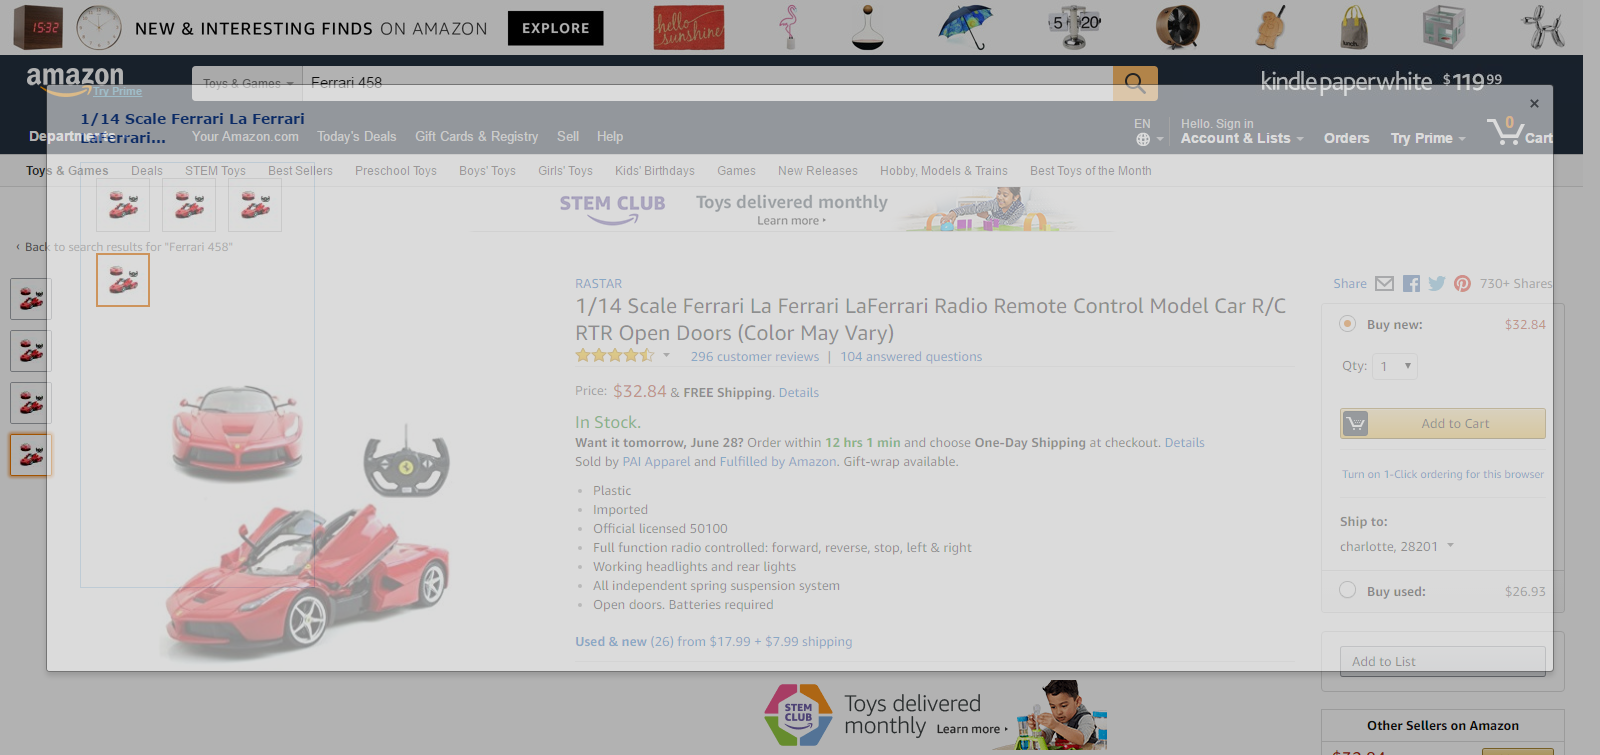 15:32
NEW & INTERESTING FINDS ON AMAZON
EXPLORE
hello sunshine
5 20
amazon
Try Prime
Toys & Games
Ferrari 458
kindle paperwhite $119.99
1/14 Scale Ferrari La Ferrari
LaFerrari...
Departments
Your Amazon.com
Today's Deals
Gift Cards & Registry
Sell
Help
EN
Hello. Sign in
Account & Lists
Orders
Try Prime
0
Cart
Toys & Games
Deals
STEM Toys
Best Sellers
Preschool Toys
Boys' Toys
Girls' Toys
Kids' Birthdays
Games
New Releases
Hobby, Models & Trains
Best Toys of the Month
STEM CLUB
Toys delivered monthly
Learn more ›
‹ Back to search results for "Ferrari 458"
RASTAR
1/14 Scale Ferrari La Ferrari LaFerrari Radio Remote Control Model Car R/C
RTR Open Doors (Color May Vary)
296 customer reviews | 104 answered questions
Price: $32.84 & FREE Shipping. Details
In Stock.
Want it tomorrow, June 28? Order within 12 hrs 1 min and choose One-Day Shipping at checkout. Details
Sold by PAI Apparel and Fulfilled by Amazon. Gift-wrap available.
• Plastic
• Imported
• Official licensed 50100
• Full function radio controlled: forward, reverse, stop, left & right
• Working headlights and rear lights
• All independent spring suspension system
• Open doors. Batteries required
Used & new (26) from $17.99 + $7.99 shipping
Share
730+ Shares
Buy new:
$32.84
Qty: 1
Add to Cart
Turn on 1-Click ordering for this browser
Ship to:
charlotte, 28201
Buy used:
$26.93
Add to List
STEM
CLUB
Toys delivered
monthly
Learn more ›
Other Sellers on Amazon
$32.84